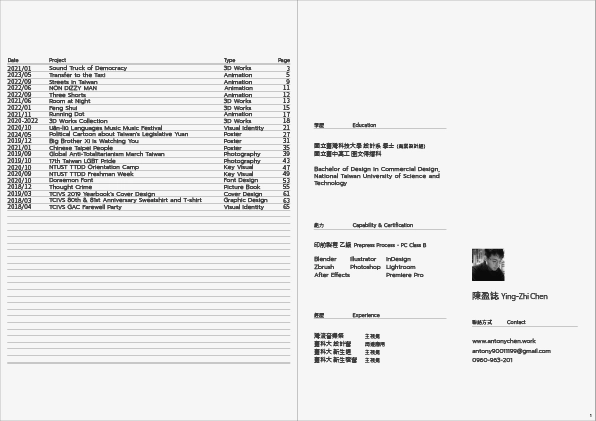 Date Project Type Page
2021/01 Sound Truck of Democracy 3D Works 3
2023/05 Transfer to the Taxi Animation 5
2022/09 Streets in Taiwan Animation 9
2022/06 NON DIZZY MAN Animation 11
2022/09 Three Shorts Animation 12
2021/06 Room at Night 3D Works 13
2022/01 Feng Shui 3D Works 15
2021/11 Running Dot Animation 17
2020-2022 3D Works Collection 3D Works 18
2020/10 Uân-liû Languages Music Music Festival Visual Identity 21
2024/05 Political Cartoon about Taiwan's Legislative Yuan Poster 27
2019/12 Big Brother Xi Is Watching You Poster 31
2021/01 Chinese Taipei People Poster 35
2019/09 Global Anti-Totalitarianism March Taiwan Photography 39
2019/10 17th Taiwan LGBT Pride Photography 43
2020/10 NTUST TTDD Orientation Camp Key Visual 47
2020/10 NTUST TTDD Freshman Week Key Visual 49
2020/10 Doraemon Font Font Design 53
2018/12 Thought Crime Picture Book 55
2019/03 TCIVS 2019 Yearbook's Cover Design Cover Design 61
2018/03 TCIVS 80th & 81st Anniversary Sweatshirt and T-shirt Graphic Design 63
2018/04 TCIVS GAC Farewell Party Visual Identity 65
學歷 Education
國立臺灣科技大學 設計系 學士 (商業設計組)
國立臺中高工 圖文傳播科
Bachelor of Design in Commercial Design,
National Taiwan University of Science and
Technology
能力 Capability & Certification
印前製程 乙級 Prepress Process - PC Class B
Blender Illustrator InDesign
Zbrush Photoshop Lightroom
After Effects Premiere Pro
經歷 Experience
主視覺
臺科大 設計營
臺科大 新生週 主視覺
臺科大 新生宿營 主視覺
陳盈誌 Ying-Zhi Chen
聯絡方式 Contact
www.antonychen.work
antony90011199@gmail.com
0960-963-201
1